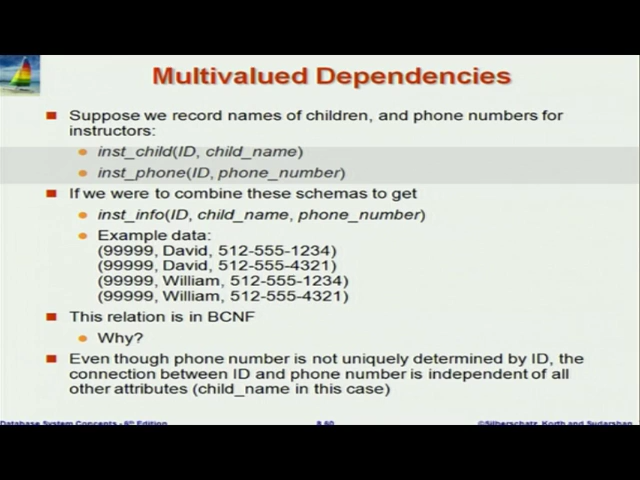 Multivalued Dependencies
Suppose we record names of children, and phone numbers for
instructors:
inst_child(ID, child_name)
inst_phone(ID, phone_number)
If we were to combine these schemas to get
inst_info(ID, child_name, phone_number)
Example data:
(99999, David, 512-555-1234)
(99999, David, 512-555-4321)
(99999, William, 512-555-1234)
(99999, William, 512-555-4321)
This relation is in BCNF
Why?
Even though phone number is not uniquely determined by ID, the
connection between ID and phone number is independent of all
other attributes (child_name in this case)
Database System Concepts - 6th Edition
8.60
©Silberschatz, Korth and Sudarshan